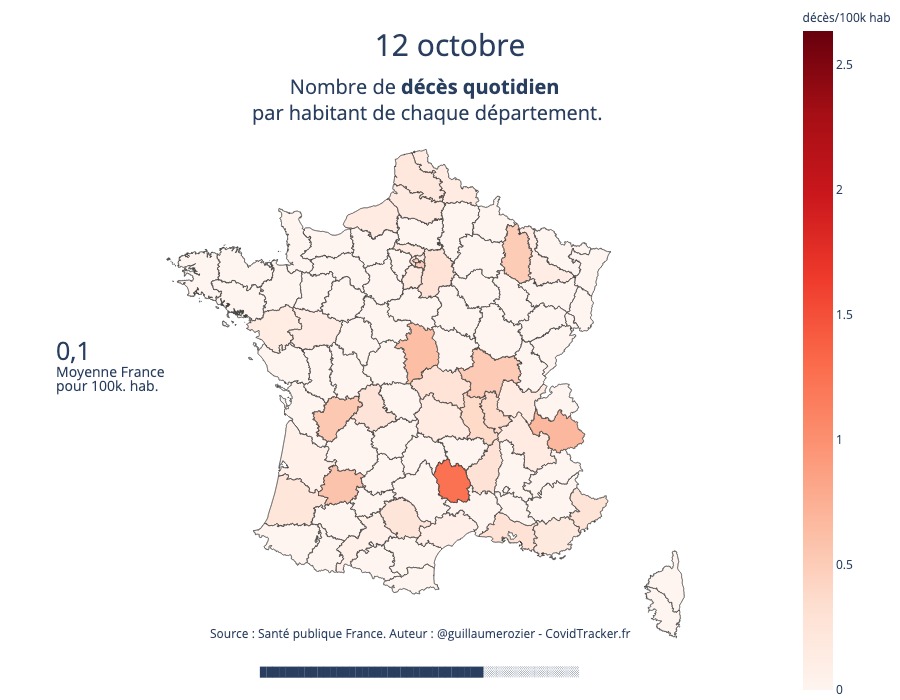 décès/100k hab
12 octobre
Nombre de décès quotidien
par habitant de chaque département.
2.5
2
1.5
1
0.5
0
0,1
Moyenne France
pour 100k. hab.
Source : Santé publique France. Auteur : @guillaumerozier - CovidTracker.fr